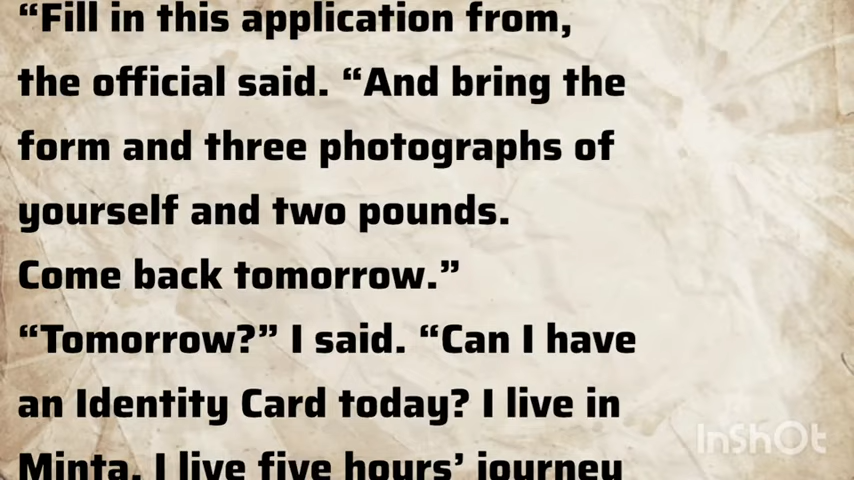 “Fill in this application from,
the official said. “And bring the
form and three photographs of
yourself and two pounds.
Come back tomorrow.”
“Tomorrow?” I said. “Can I have
an Identity Card today? I live in
Minta. I live five hours’ journey
InShOt